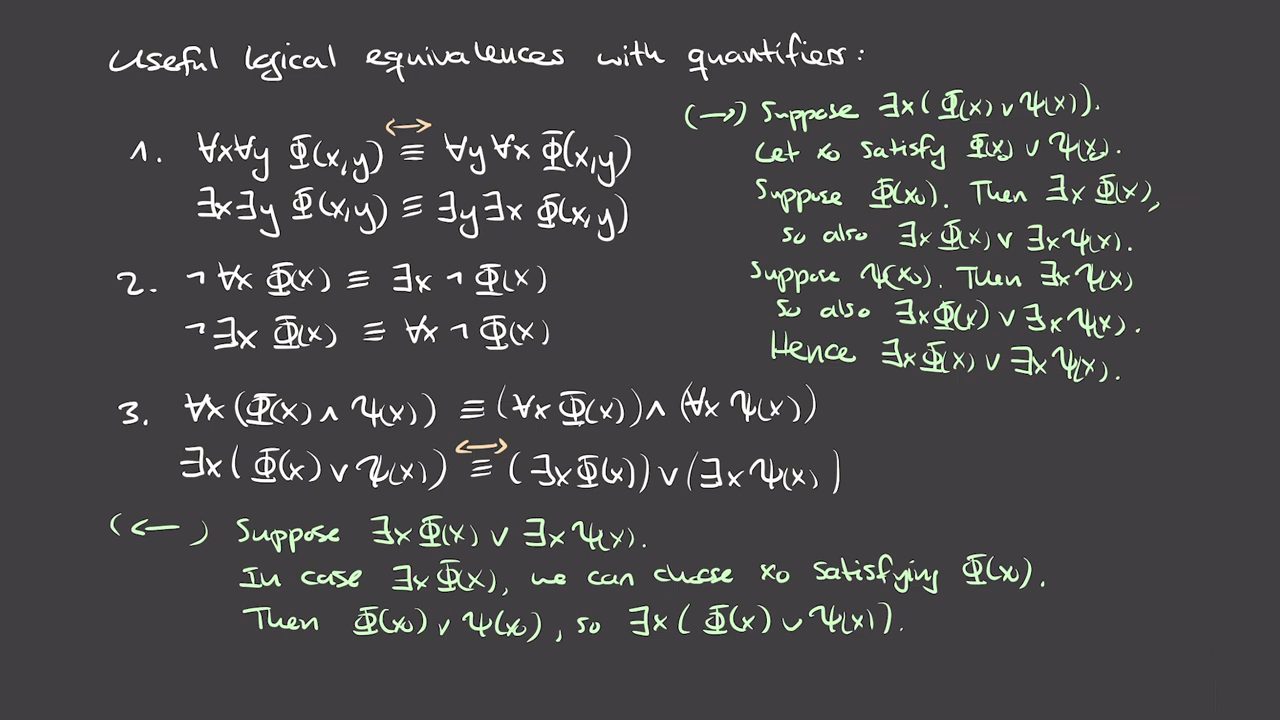 Useful logical equivalences with quantifiers:
1. ∀x∀y Φ(x,y) ≡ ∀y∀x Φ(x,y)
∃x∃y Φ(x,y) ≡ ∃y∃x Φ(x,y)
2. ¬∀x Φ(x) ≡ ∃x ¬Φ(x)
¬∃x Φ(x) ≡ ∀x ¬Φ(x)
3. ∀x (Φ(x) ∧ Ψ(x)) ≡ (∀x Φ(x)) ∧ (∀x Ψ(x))
∃x (Φ(x) ∨ Ψ(x)) ≡ (∃x Φ(x)) ∨ (∃x Ψ(x))
(→) Suppose ∃x (Φ(x) ∨ Ψ(x)).
Let x₀ satisfy Φ(x₀) ∨ Ψ(x₀).
Suppose Φ(x₀). Then ∃x Φ(x),
so also ∃x Φ(x) ∨ ∃x Ψ(x).
Suppose Ψ(x₀). Then ∃x Ψ(x)
so also ∃x Φ(x) ∨ ∃x Ψ(x).
Hence ∃x Φ(x) ∨ ∃x Ψ(x).
(←) Suppose ∃x Φ(x) ∨ ∃x Ψ(x).
In case ∃x Φ(x), we can choose x₀ satisfying Φ(x₀).
Then Φ(x₀) ∨ Ψ(x₀), so ∃x (Φ(x) ∨ Ψ(x)).